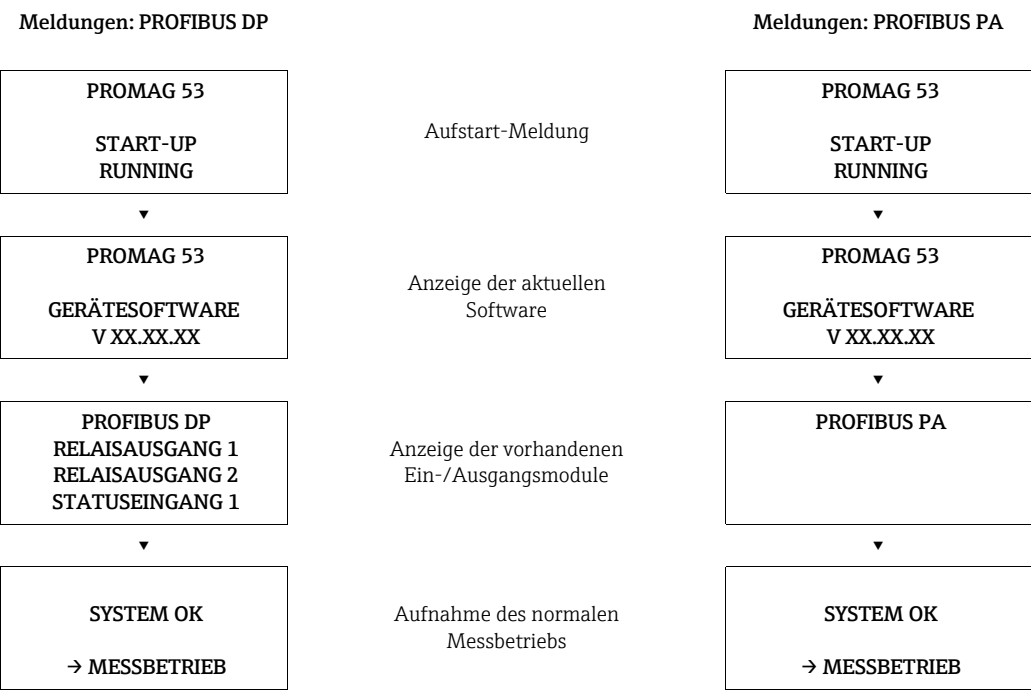 Meldungen: PROFIBUS DP
Meldungen: PROFIBUS PA
PROMAG 53
START-UP
RUNNING
Aufstart-Meldung
PROMAG 53
START-UP
RUNNING
▼
▼
PROMAG 53
GERÄTESOFTWARE
V XX.XX.XX
Anzeige der aktuellen
Software
PROMAG 53
GERÄTESOFTWARE
V XX.XX.XX
▼
▼
PROFIBUS DP
RELAISAUSGANG 1
RELAISAUSGANG 2
STATUSEINGANG 1
Anzeige der vorhandenen
Ein-/Ausgangsmodule
PROFIBUS PA
▼
▼
SYSTEM OK
→ MESSBETRIEB
Aufnahme des normalen
Messbetriebs
SYSTEM OK
→ MESSBETRIEB